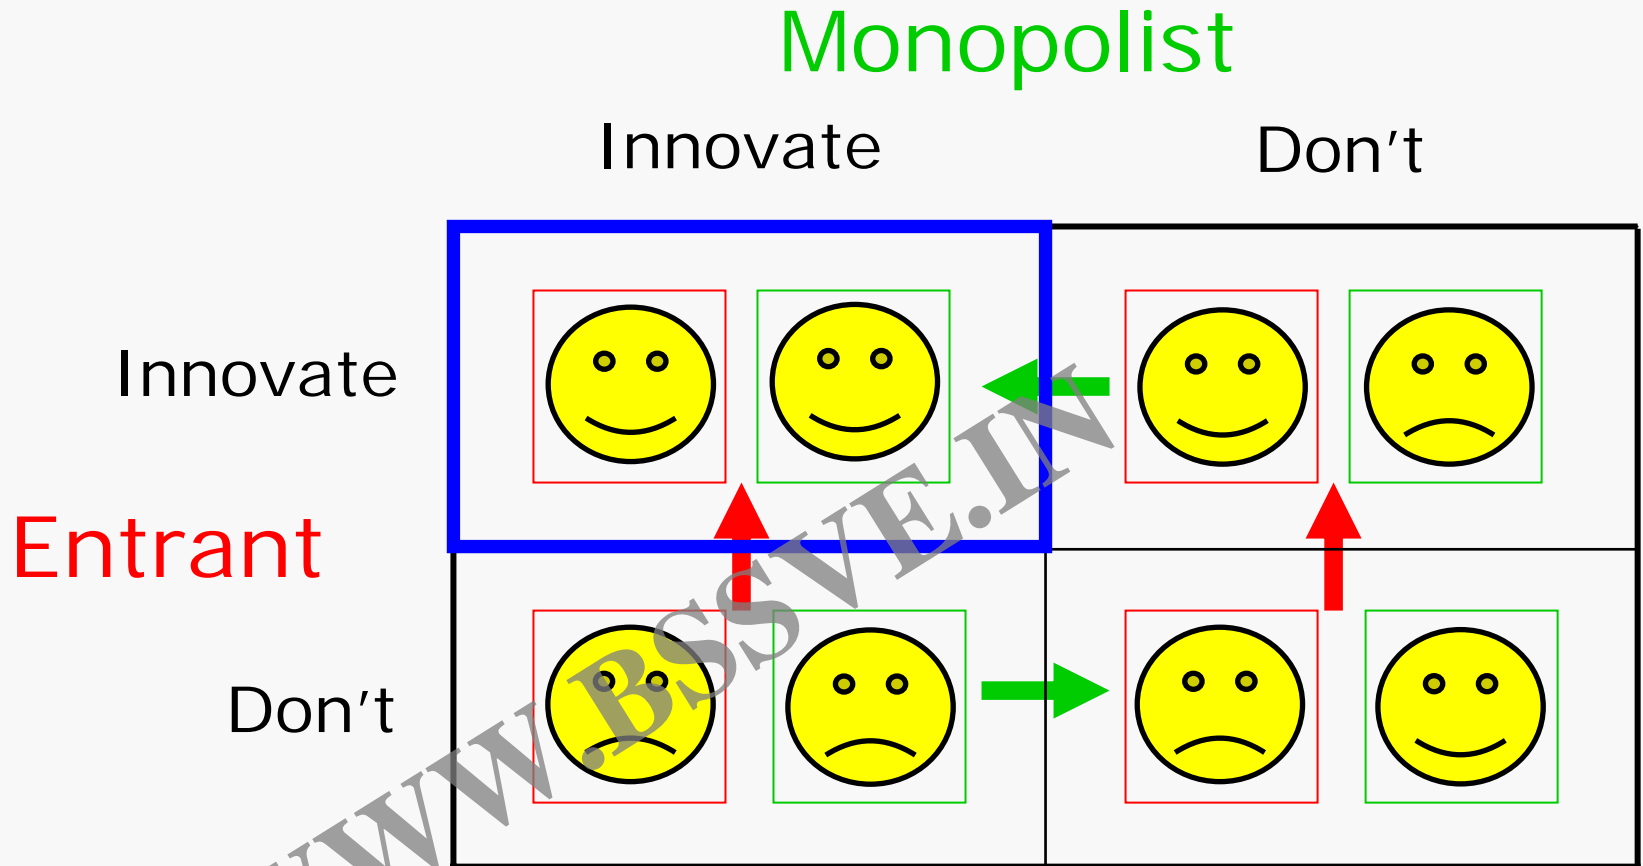 Monopolist
Innovate Don't
Innovate
Entrant
Don't
WWW.BSSVE.IN